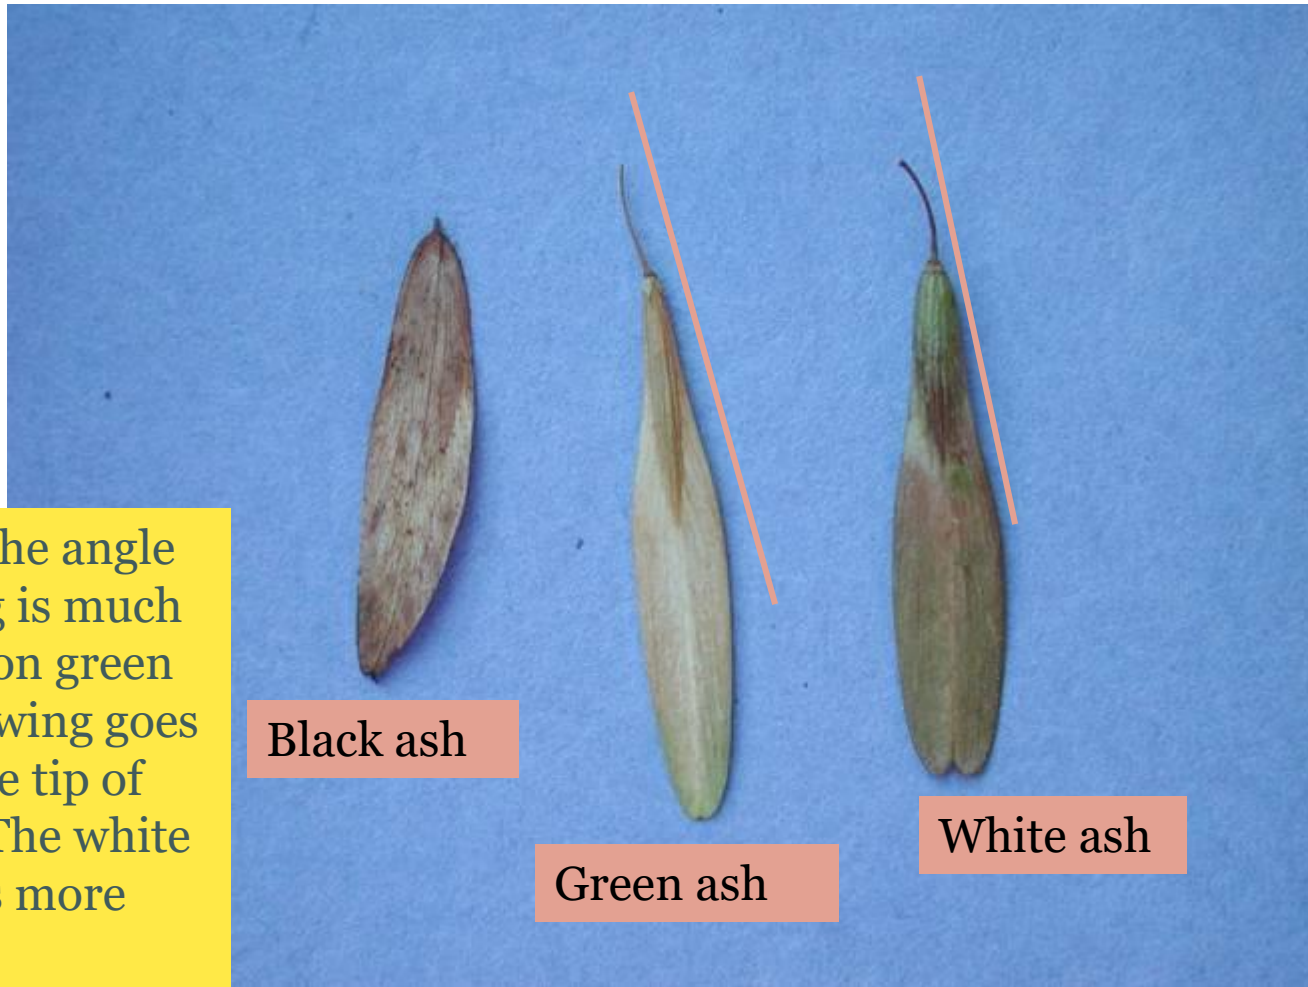 he angle
g is much
on green
wing goes
e tip of
The white
s more
Black ash
Green ash
White ash